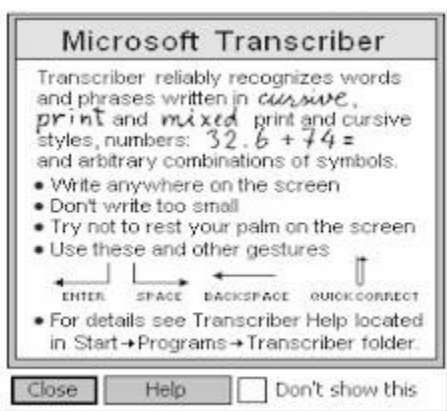 Microsoft Transcriber
Transcriber reliably recognizes words
and phrases written in cursive,
print and mixed print and cursive
styles, numbers: 32.6 + 74 =
and arbitrary combinations of symbols.
• Write anywhere on the screen
• Don't write too small
• Try not to rest your palm on the screen
• Use these and other gestures
ENTER SPACE BACKSPACE QUICKCORRECT
• For details see Transcriber Help located
in Start→Programs→Transcriber folder.
Close Help Don't show this